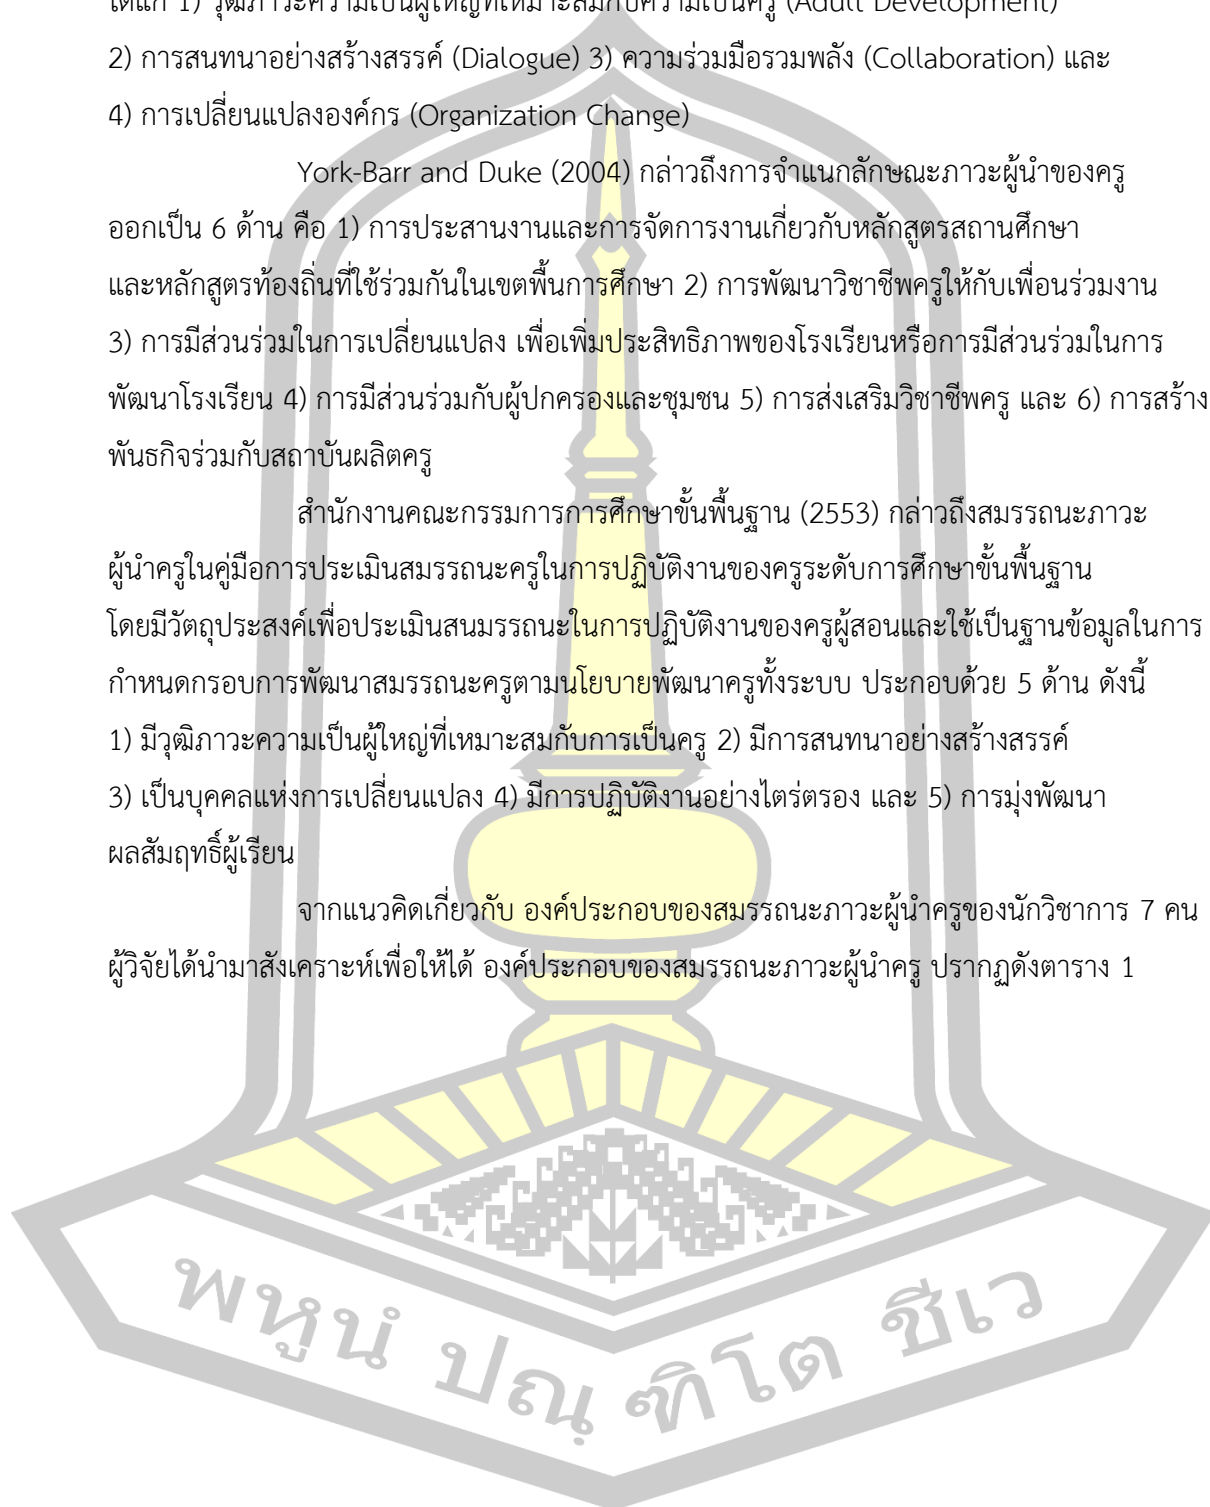 ได้แก่ 1) วุฒิภาวะความเป็นผู้ใหญ่ที่เหมาะสมกับความเป็นครู (Adult Development)
2) การสนทนาอย่างสร้างสรรค์ (Dialogue) 3) ความร่วมมือรวมพลัง (Collaboration) และ
4) การเปลี่ยนแปลงองค์กร (Organization Change)
York-Barr and Duke (2004) กล่าวถึงการจำแนกลักษณะภาวะผู้นำของครู
ออกเป็น 6 ด้าน คือ 1) การประสานงานและการจัดการงานเกี่ยวกับหลักสูตรสถานศึกษา
และหลักสูตรท้องถิ่นที่ใช้ร่วมกันในเขตพื้นการศึกษา 2) การพัฒนาวิชาชีพครูให้กับเพื่อนร่วมงาน
3) การมีส่วนร่วมในการเปลี่ยนแปลง เพื่อเพิ่มประสิทธิภาพของโรงเรียนหรือการมีส่วนร่วมในการ
พัฒนาโรงเรียน 4) การมีส่วนร่วมกับผู้ปกครองและชุมชน 5) การส่งเสริมวิชาชีพครู และ 6) การสร้าง
พันธกิจร่วมกับสถาบันผลิตครู
สำนักงานคณะกรรมการการศึกษาขั้นพื้นฐาน (2553) กล่าวถึงสมรรถนะภาวะ
ผู้นำครูในคู่มือการประเมินสมรรถนะครูในการปฏิบัติงานของครูระดับการศึกษาขั้นพื้นฐาน
โดยมีวัตถุประสงค์เพื่อประเมินสนมรรถนะในการปฏิบัติงานของครูผู้สอนและใช้เป็นฐานข้อมูลในการ
กำหนดกรอบการพัฒนาสมรรถนะครูตามนโยบายพัฒนาครูทั้งระบบ ประกอบด้วย 5 ด้าน ดังนี้
1) มีวุฒิภาวะความเป็นผู้ใหญ่ที่เหมาะสมกับการเป็นครู 2) มีการสนทนาอย่างสร้างสรรค์
3) เป็นบุคคลแห่งการเปลี่ยนแปลง 4) มีการปฏิบัติงานอย่างไตร่ตรอง และ 5) การมุ่งพัฒนา
ผลสัมฤทธิ์ผู้เรียน
จากแนวคิดเกี่ยวกับ องค์ประกอบของสมรรถนะภาวะผู้นำครูของนักวิชาการ 7 คน
ผู้วิจัยได้นำมาสังเคราะห์เพื่อให้ได้ องค์ประกอบของสมรรถนะภาวะผู้นำครู ปรากฏดังตาราง 1
พหูนํ ปณฺฑิโต ชีเว